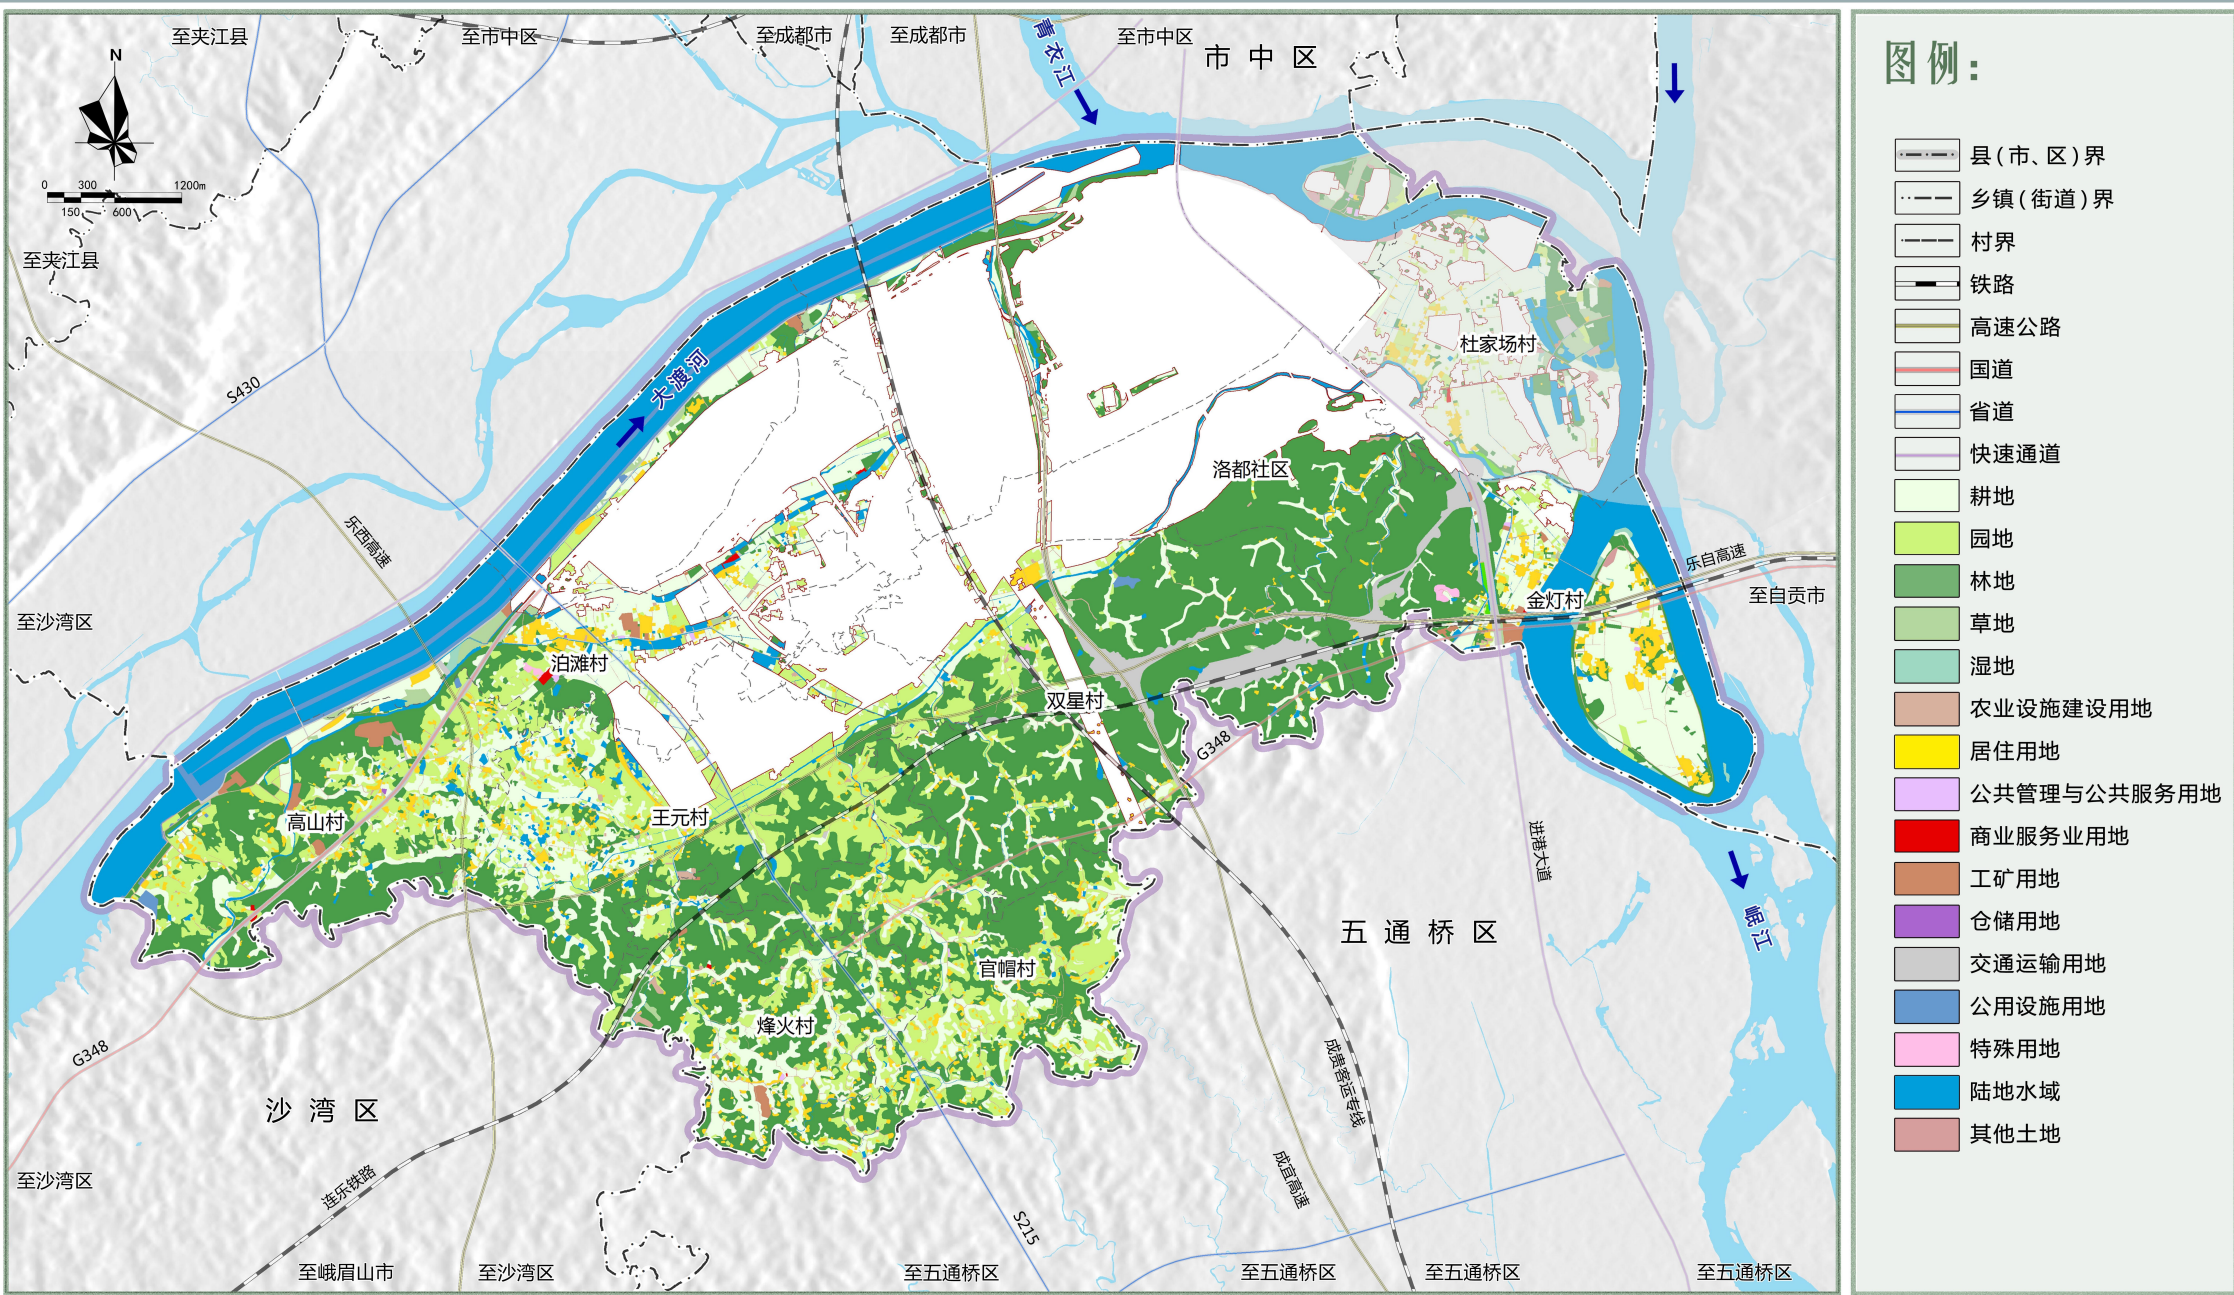 至夹江县
至市中区
至成都市
至成都市
至市中区
市中区
青衣江
N
0 300 1200m
150 600
至夹江县
S430
大渡河
杜家场村
洛都社区
乐西高速
乐自高速
至自贡市
金灯村
至沙湾区
泊滩村
双星村
G348
高山村
王元村
进港大道
岷江
五通桥区
官帽村
烽火村
G348
沙湾区
成贵客运专线
成宜高速
连乐铁路
至沙湾区
S215
至峨眉山市
至沙湾区
至五通桥区
至五通桥区
至五通桥区
至五通桥区
图例：
县（市、区）界
乡镇（街道）界
村界
铁路
高速公路
国道
省道
快速通道
耕地
园地
林地
草地
湿地
农业设施建设用地
居住用地
公共管理与公共服务用地
商业服务业用地
工矿用地
仓储用地
交通运输用地
公用设施用地
特殊用地
陆地水域
其他土地